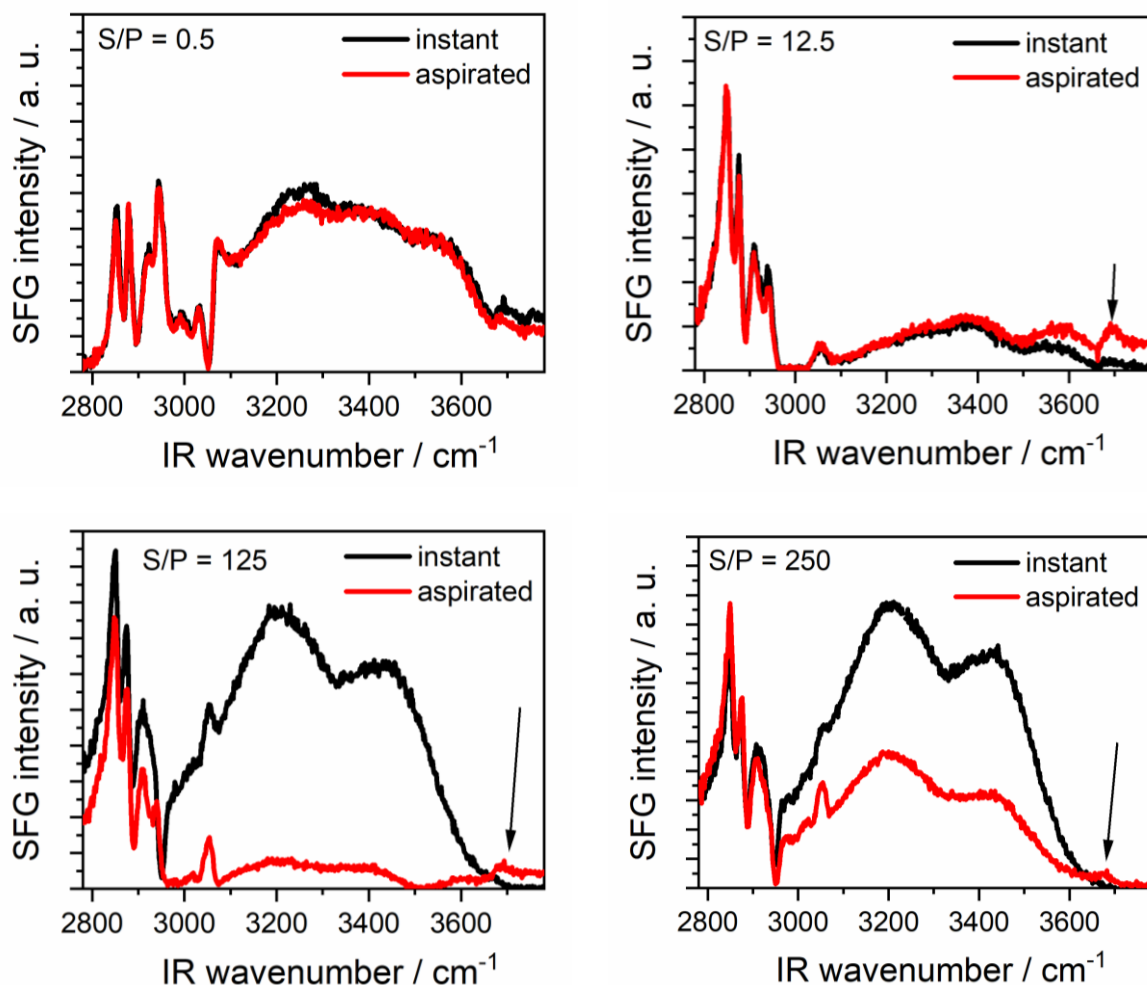 S/P = 0.5
instant
aspirated
SFG intensity / a. u.
2800 3000 3200 3400 3600
IR wavenumber / cm⁻¹
S/P = 12.5
instant
aspirated
SFG intensity / a. u.
2800 3000 3200 3400 3600
IR wavenumber / cm⁻¹
S/P = 125
instant
aspirated
SFG intensity / a. u.
2800 3000 3200 3400 3600
IR wavenumber / cm⁻¹
S/P = 250
instant
aspirated
SFG intensity / a. u.
2800 3000 3200 3400 3600
IR wavenumber / cm⁻¹